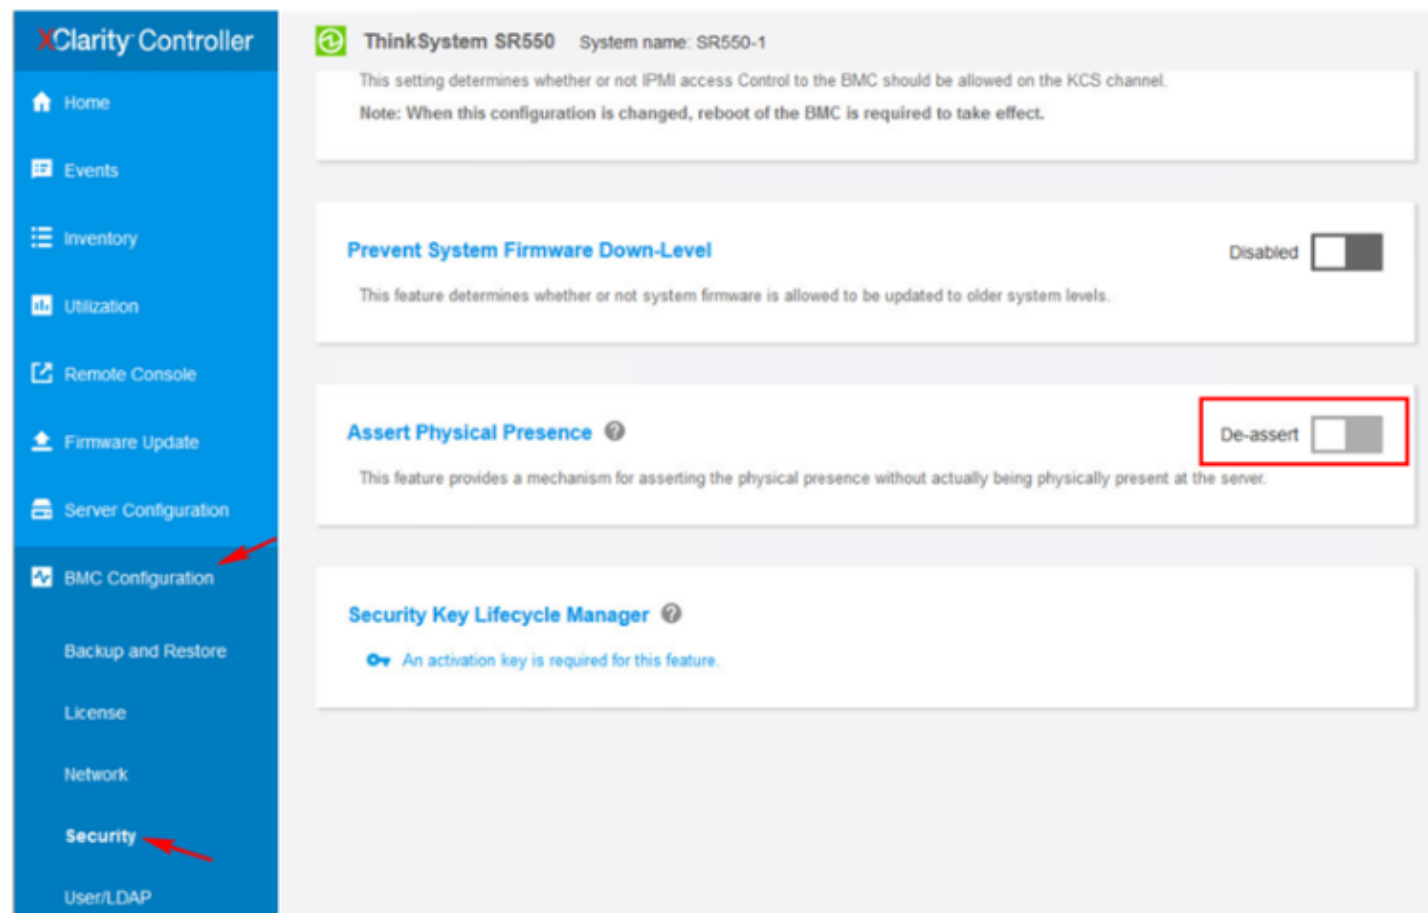 XClarity Controller
Home
Events
Inventory
Utilization
Remote Console
Firmware Update
Server Configuration
BMC Configuration
Backup and Restore
License
Network
Security
User/LDAP
ThinkSystem SR550 System name: SR550-1
This setting determines whether or not IPMI access Control to the BMC should be allowed on the KCS channel.
Note: When this configuration is changed, reboot of the BMC is required to take effect.
Prevent System Firmware Down-Level
Disabled
This feature determines whether or not system firmware is allowed to be updated to older system levels.
Assert Physical Presence ?
De-assert
This feature provides a mechanism for asserting the physical presence without actually being physically present at the server.
Security Key Lifecycle Manager ?
An activation key is required for this feature.